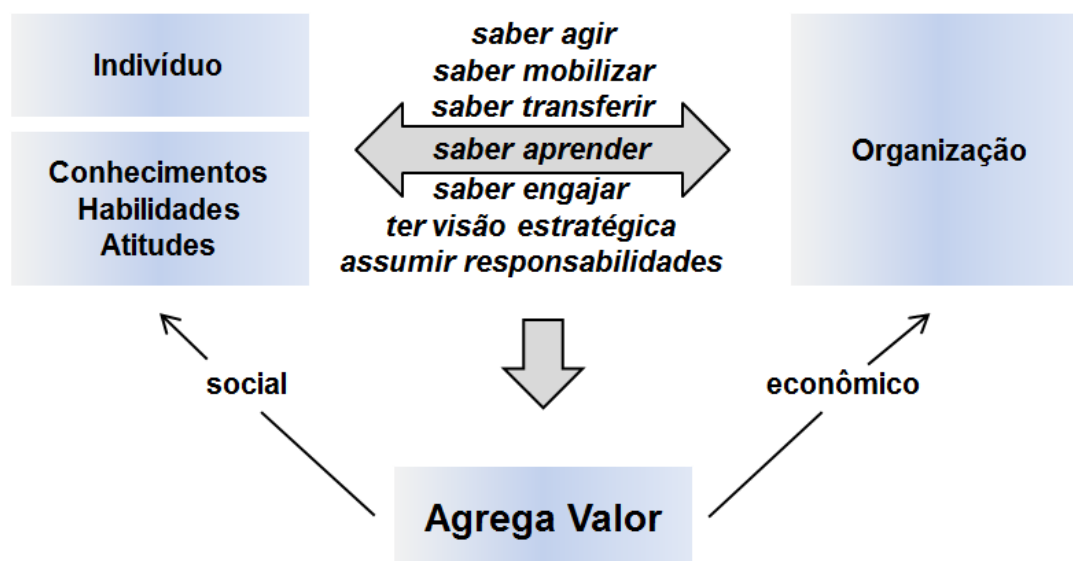 Indivíduo
Conhecimentos
Habilidades
Atitudes
saber agir
saber mobilizar
saber transferir
saber aprender
saber engajar
ter visão estratégica
assumir responsabilidades
Organização
social
econômico
Agrega Valor